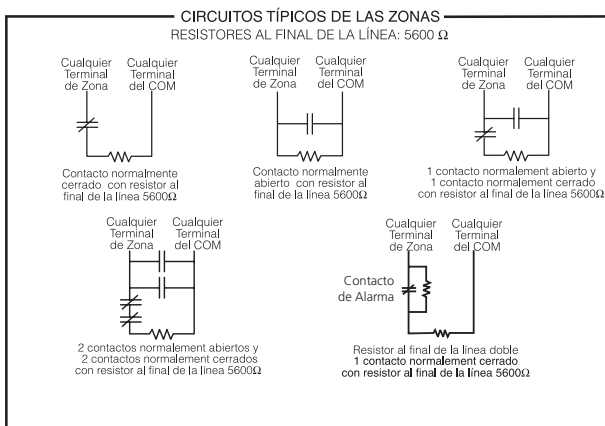 CIRCUITOS TÍPICOS DE LAS ZONAS
RESISTORES AL FINAL DE LA LÍNEA: 5600 Ω
Cualquier
Terminal
de Zona
Cualquier
Terminal
del COM
Contacto normalmente
cerrado con resistor al
final de la línea 5600Ω
Cualquier
Terminal
de Zona
Cualquier
Terminal
del COM
Contacto normalmente
abierto con resistor al
final de la línea 5600Ω
Cualquier
Terminal
de Zona
Cualquier
Terminal
del COM
1 contacto normalement abierto y
1 contacto normalement cerrado
con resistor al final de la línea 5600Ω
Cualquier
Terminal
de Zona
Cualquier
Terminal
del COM
2 contactos normalement abiertos y
2 contactos normalement cerrados
con resistor al final de la línea 5600Ω
Cualquier
Terminal
de Zona
Cualquier
Terminal
del COM
Contacto
de Alarma
Resistor al final de la línea doble
1 contacto normalement cerrado
con resistor al final de la línea 5600Ω